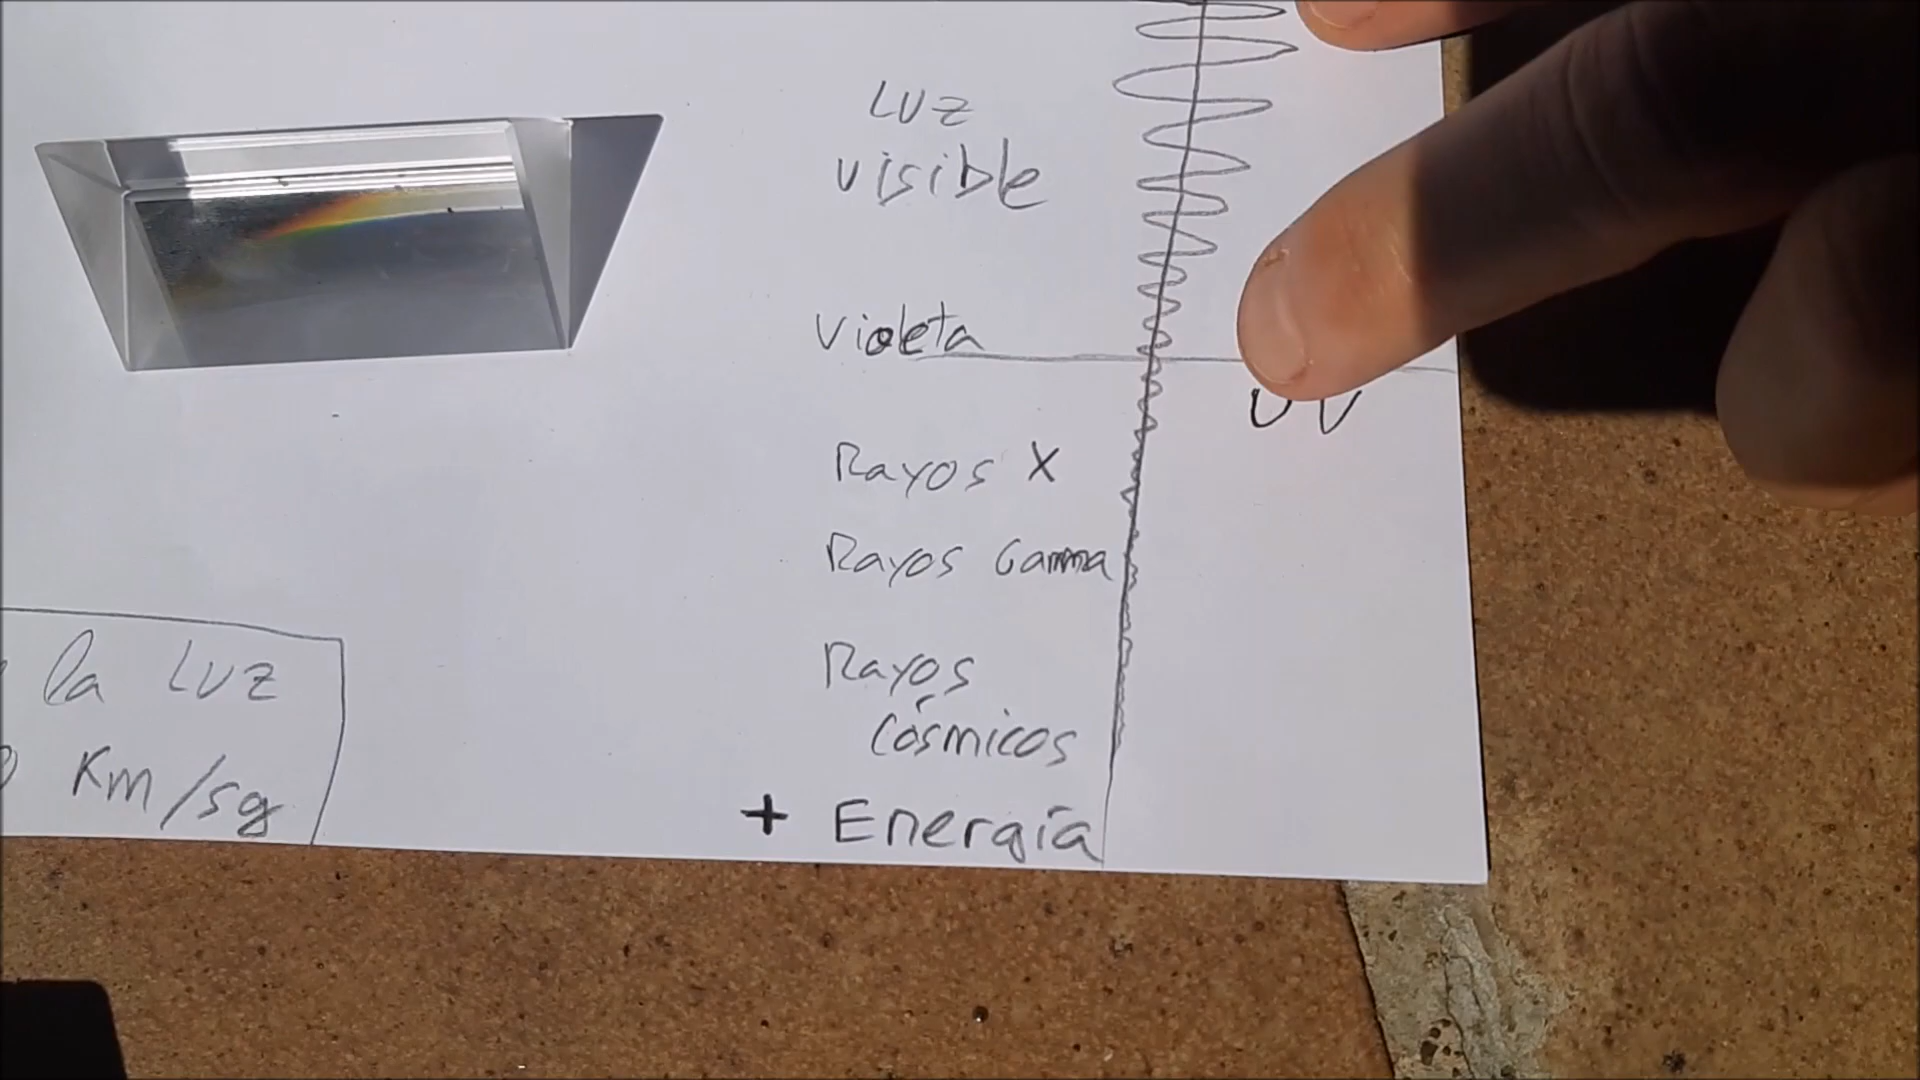 Luz
visible
Violeta
UV
Rayos X
Rayos Gamma
Rayos
Cósmicos
+ Energía
la Luz
Km/sg